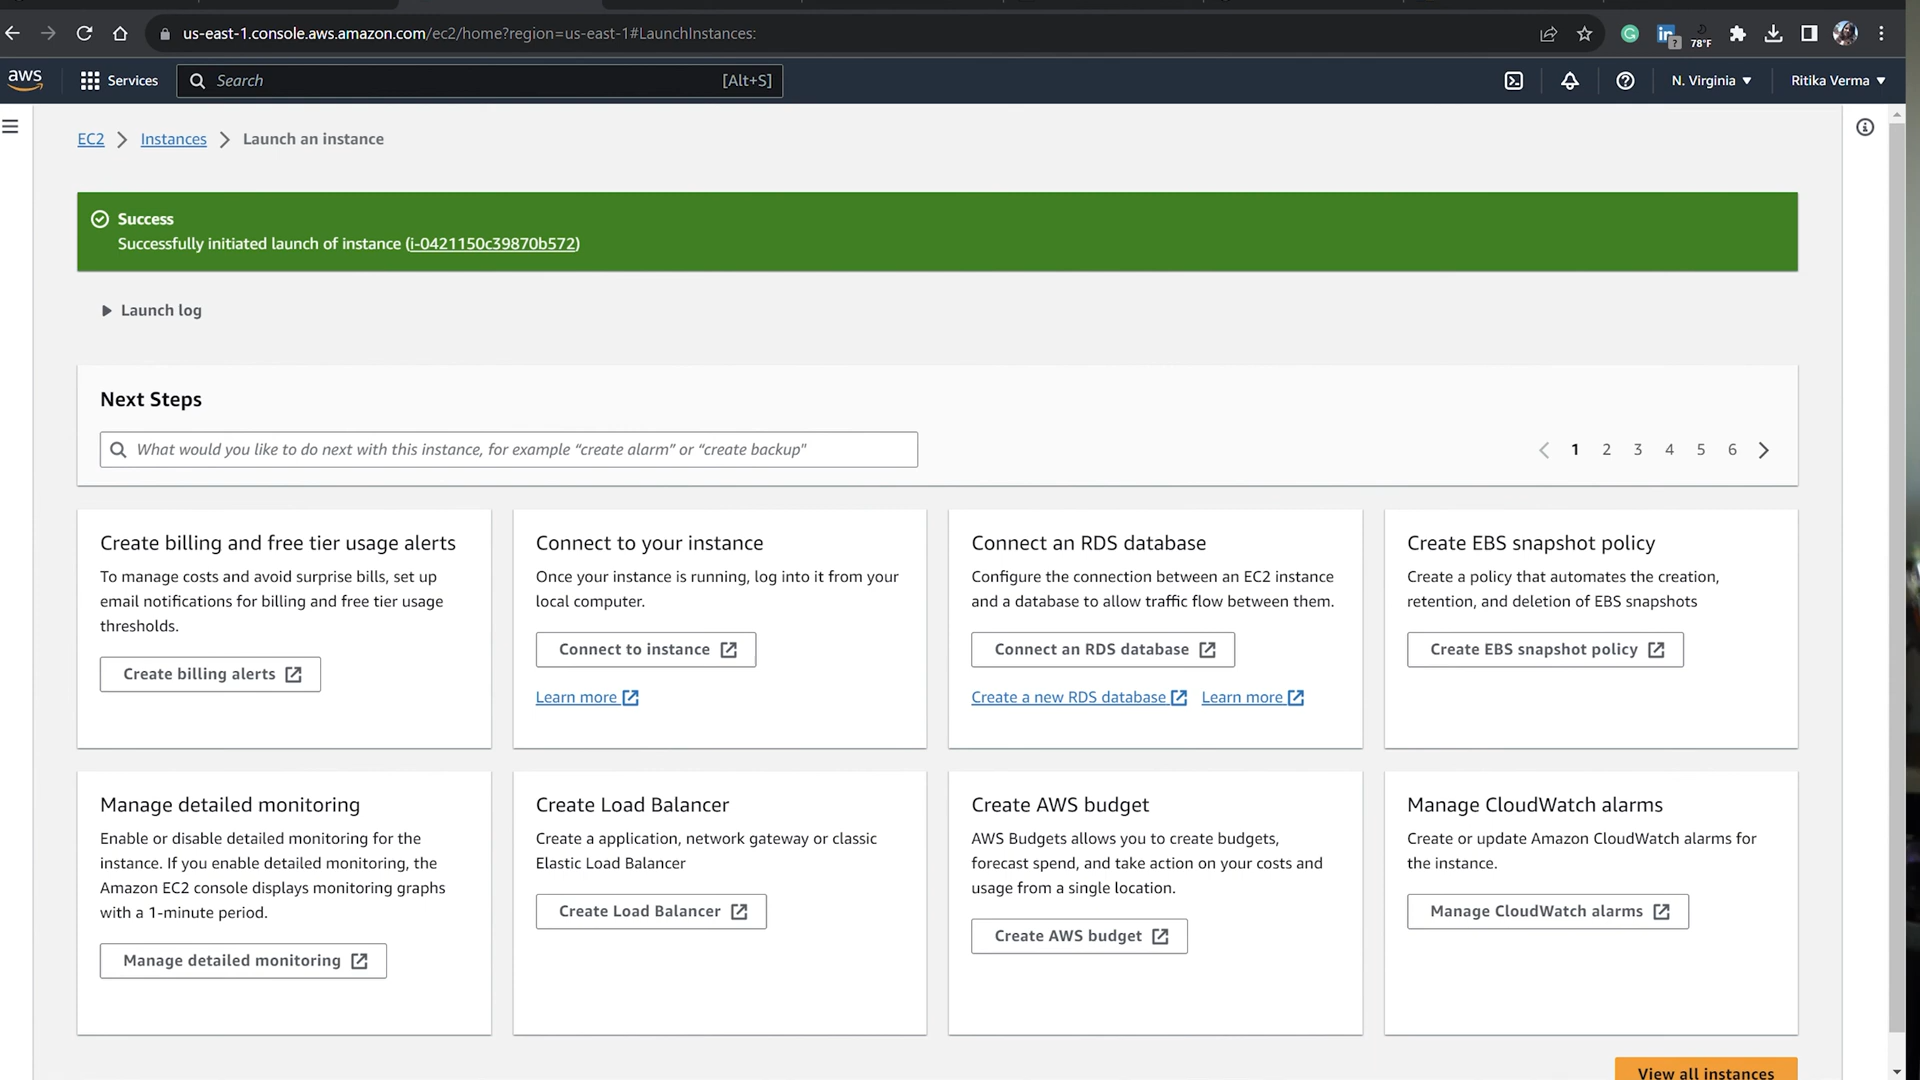 us-east-1.console.aws.amazon.com/ec2/home?region=us-east-1#LaunchInstances:
78°F
aws
Services
Search
[Alt+S]
N. Virginia
Ritika Verma
EC2
Instances
Launch an instance
Success
Successfully initiated launch of instance (i-0421150c39870b572)
Launch log
Next Steps
What would you like to do next with this instance, for example “create alarm” or “create backup"
1 2 3 4 5 6
Create billing and free tier usage alerts
To manage costs and avoid surprise bills, set up
email notifications for billing and free tier usage
thresholds.
Create billing alerts
Connect to your instance
Once your instance is running, log into it from your
local computer.
Connect to instance
Learn more
Connect an RDS database
Configure the connection between an EC2 instance
and a database to allow traffic flow between them.
Connect an RDS database
Create a new RDS database
Learn more
Create EBS snapshot policy
Create a policy that automates the creation,
retention, and deletion of EBS snapshots
Create EBS snapshot policy
Manage detailed monitoring
Enable or disable detailed monitoring for the
instance. If you enable detailed monitoring, the
Amazon EC2 console displays monitoring graphs
with a 1-minute period.
Manage detailed monitoring
Create Load Balancer
Create a application, network gateway or classic
Elastic Load Balancer
Create Load Balancer
Create AWS budget
AWS Budgets allows you to create budgets,
forecast spend, and take action on your costs and
usage from a single location.
Create AWS budget
Manage CloudWatch alarms
Create or update Amazon CloudWatch alarms for
the instance.
Manage CloudWatch alarms
View all instances